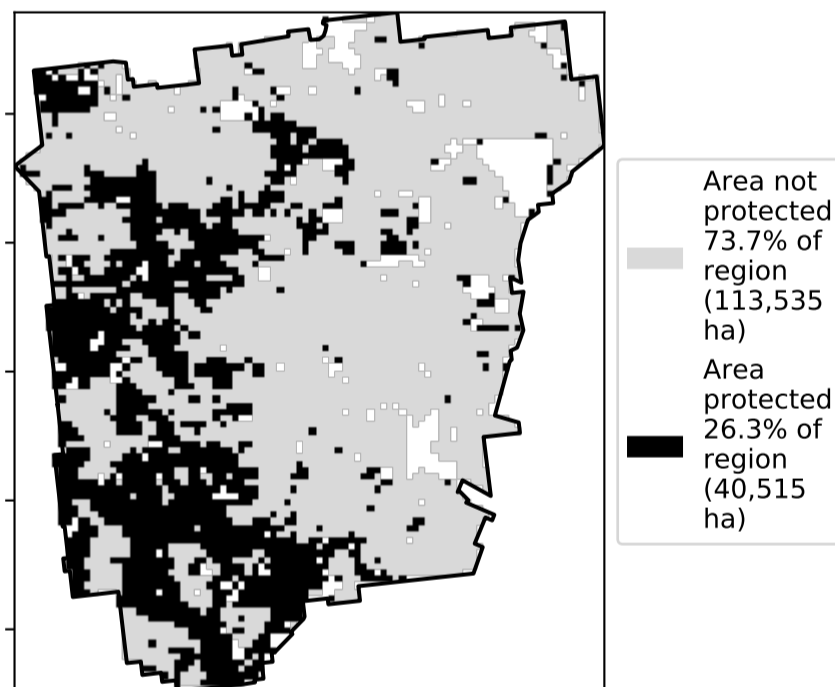 Area not
protected
73.7% of
region
(113,535
ha)
Area
protected
26.3% of
region
(40,515
ha)